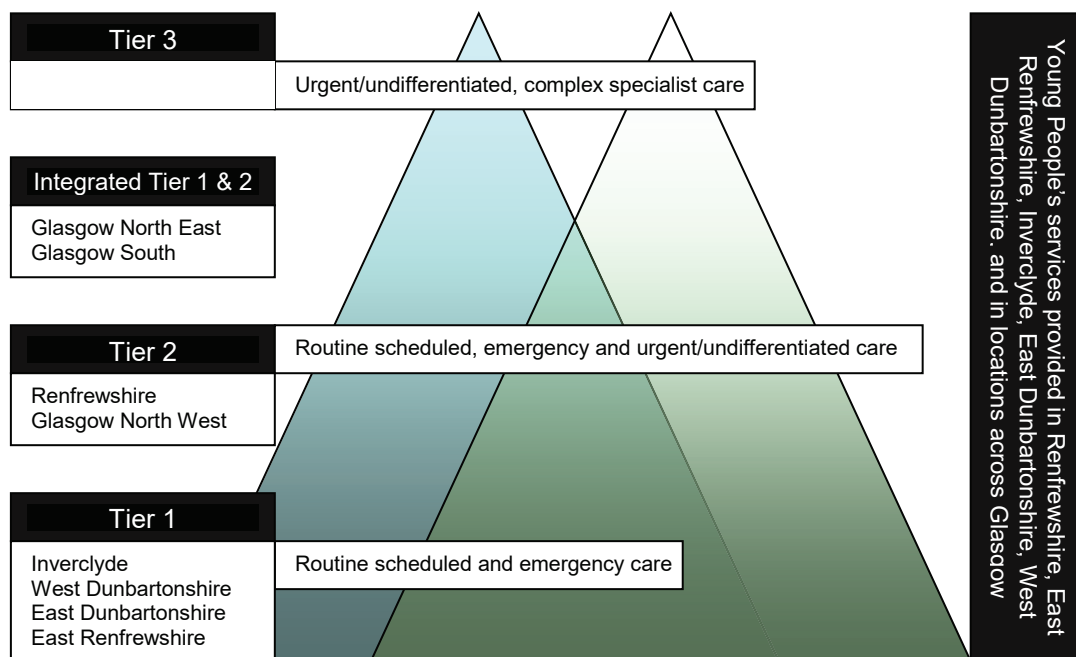 Tier 3
Urgent/undifferentiated, complex specialist care
Integrated Tier 1 & 2
Glasgow North East
Glasgow South
Tier 2
Routine scheduled, emergency and urgent/undifferentiated care
Renfrewshire
Glasgow North West
Tier 1
Routine scheduled and emergency care
Inverclyde
West Dunbartonshire
East Dunbartonshire
East Renfrewshire
Young People's services provided in Renfrewshire, East
Renfrewshire, Inverclyde, East Dunbartonshire, West
Dunbartonshire. and in locations across Glasgow